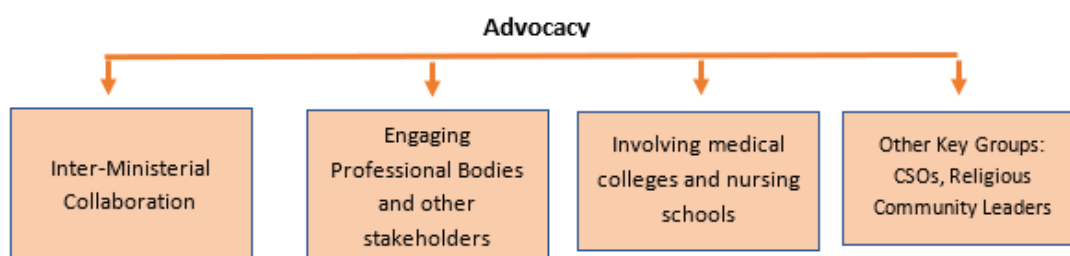 Advocacy
Inter-Ministerial
Collaboration
Engaging
Professional Bodies
and other
stakeholders
Involving medical
colleges and nursing
schools
Other Key Groups:
CSOs, Religious
Community Leaders